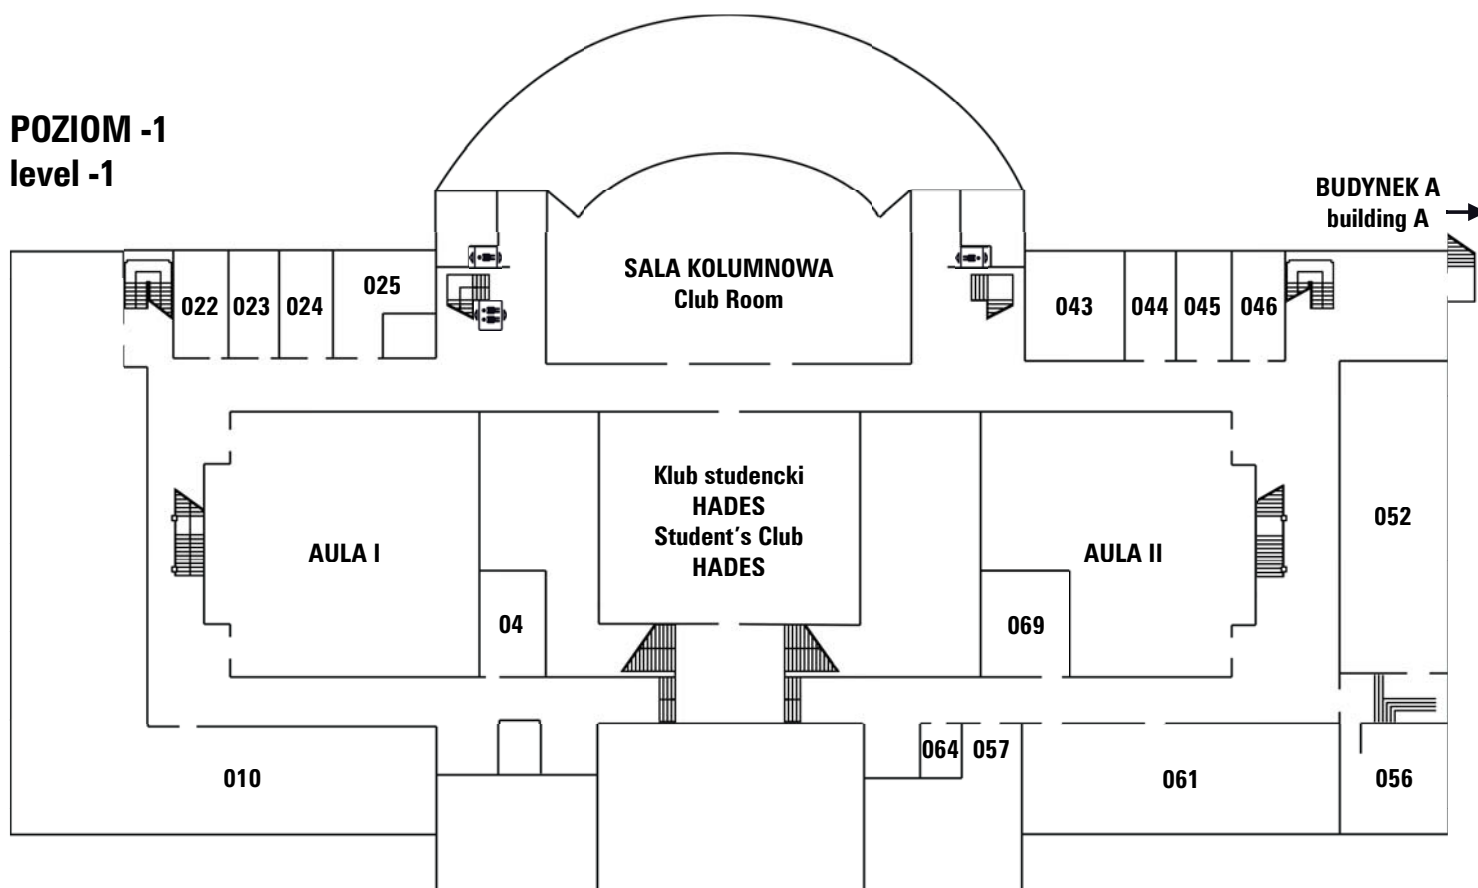 POZIOM -1
level -1
BUDYNEK A
building A
SALA KOLUMNOWA
Club Room
022
023
024
025
043
044
045
046
Klub studencki
HADES
Student's Club
HADES
AULA I
AULA II
052
04
069
010
064
057
061
056